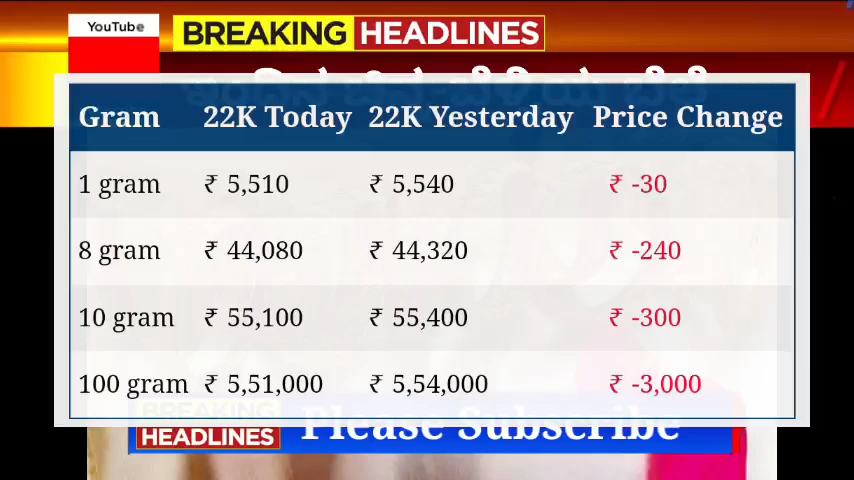 YouTube
BREAKING HEADLINES
Gram 22K Today 22K Yesterday Price Change
1 gram ₹ 5,510 ₹ 5,540 ₹ -30
8 gram ₹ 44,080 ₹ 44,320 ₹ -240
10 gram ₹ 55,100 ₹ 55,400 ₹ -300
100 gram ₹ 5,51,000 ₹ 5,54,000 ₹ -3,000
BREAKING
HEADLINES Please Subscribe